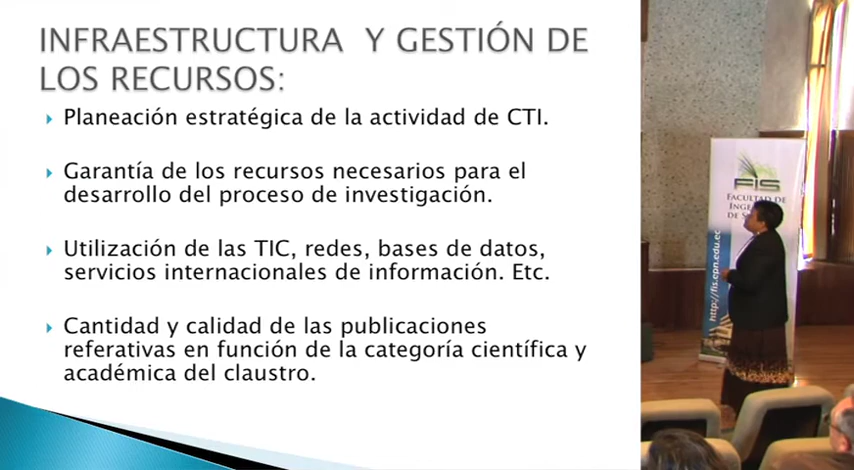 INFRAESTRUCTURA Y GESTIÓN DE
LOS RECURSOS:
Planeación estratégica de la actividad de CTI.
Garantía de los recursos necesarios para el
desarrollo del proceso de investigación.
Utilización de las TIC, redes, bases de datos,
servicios internacionales de información. Etc.
Cantidad y calidad de las publicaciones
referativas en función de la categoría científica y
académica del claustro.
FIS
FACULTAD DE
INGE
DE S
http://fis.epn.edu.ec